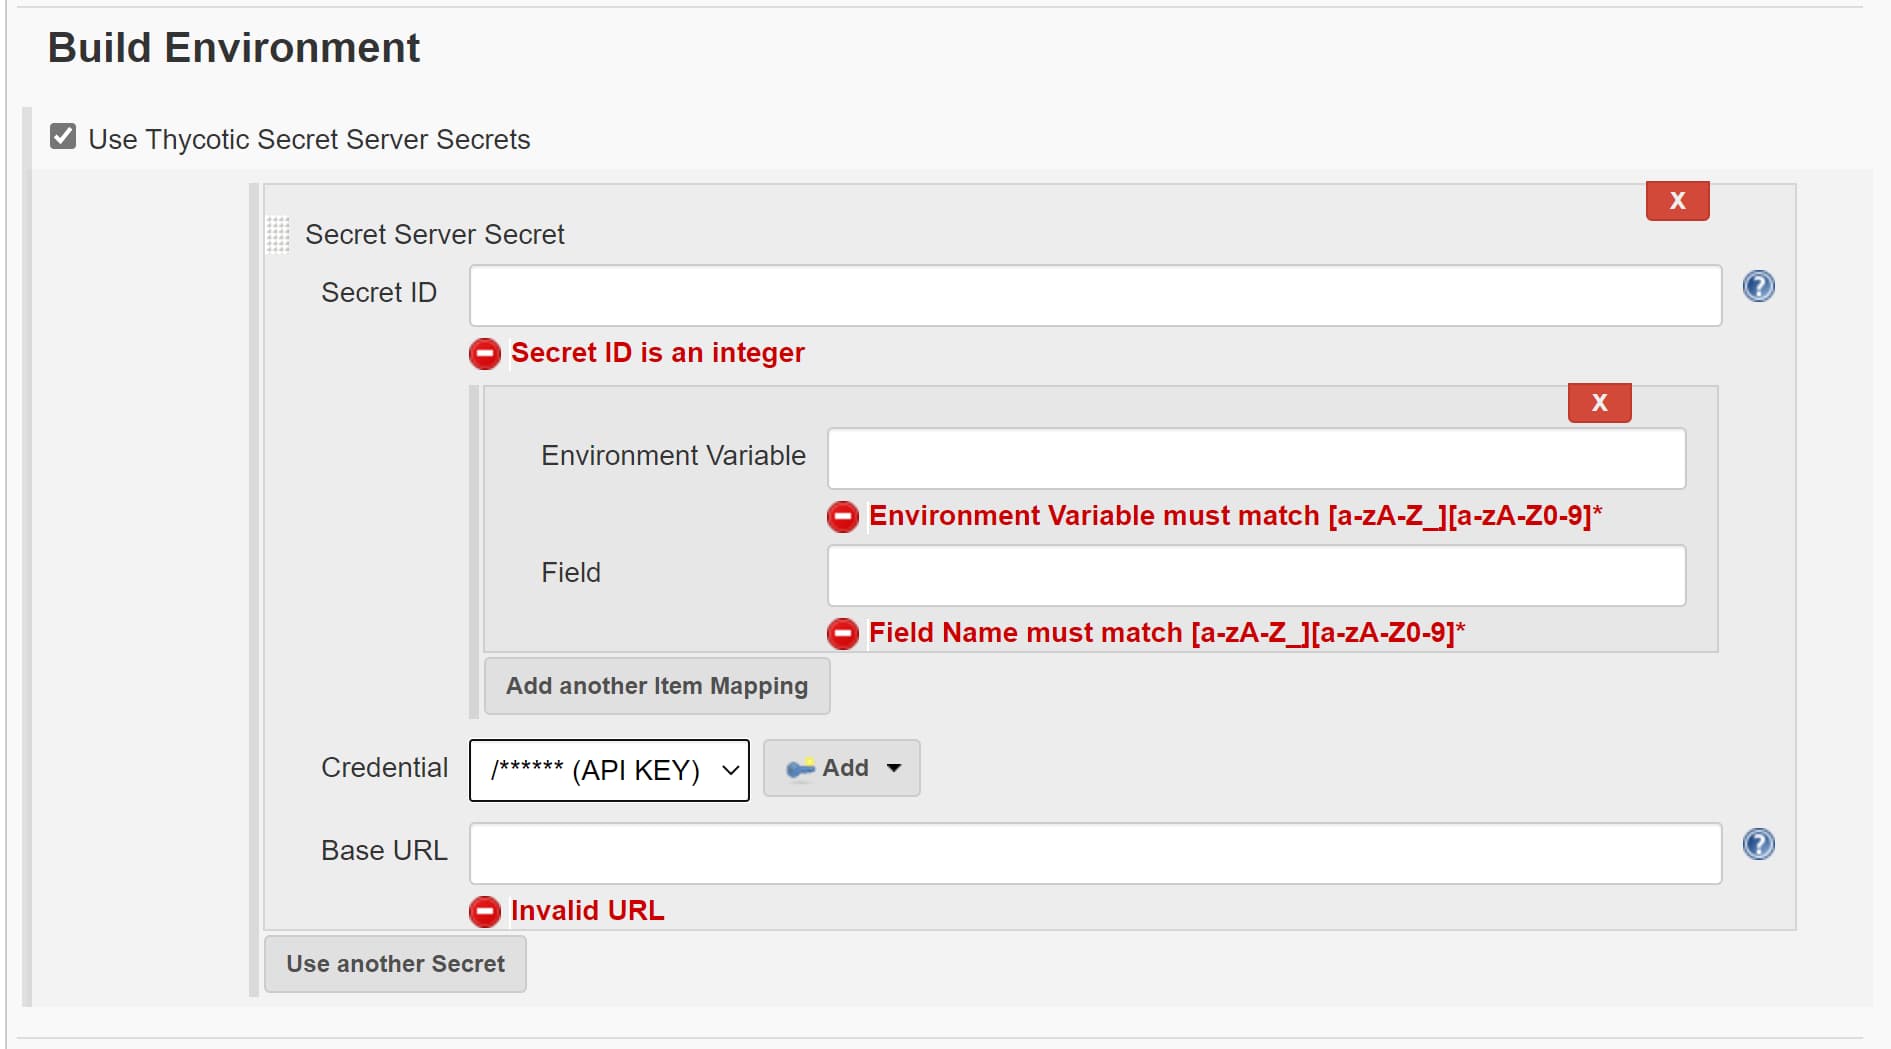 Build Environment
Use Thycotic Secret Server Secrets
X
Secret Server Secret
Secret ID
?
Secret ID is an integer
X
Environment Variable
Environment Variable must match [a-zA-Z_][a-zA-Z0-9]*
Field
Field Name must match [a-zA-Z_][a-zA-Z0-9]*
Add another Item Mapping
Credential /****** (API KEY) Add
Base URL
?
Invalid URL
Use another Secret